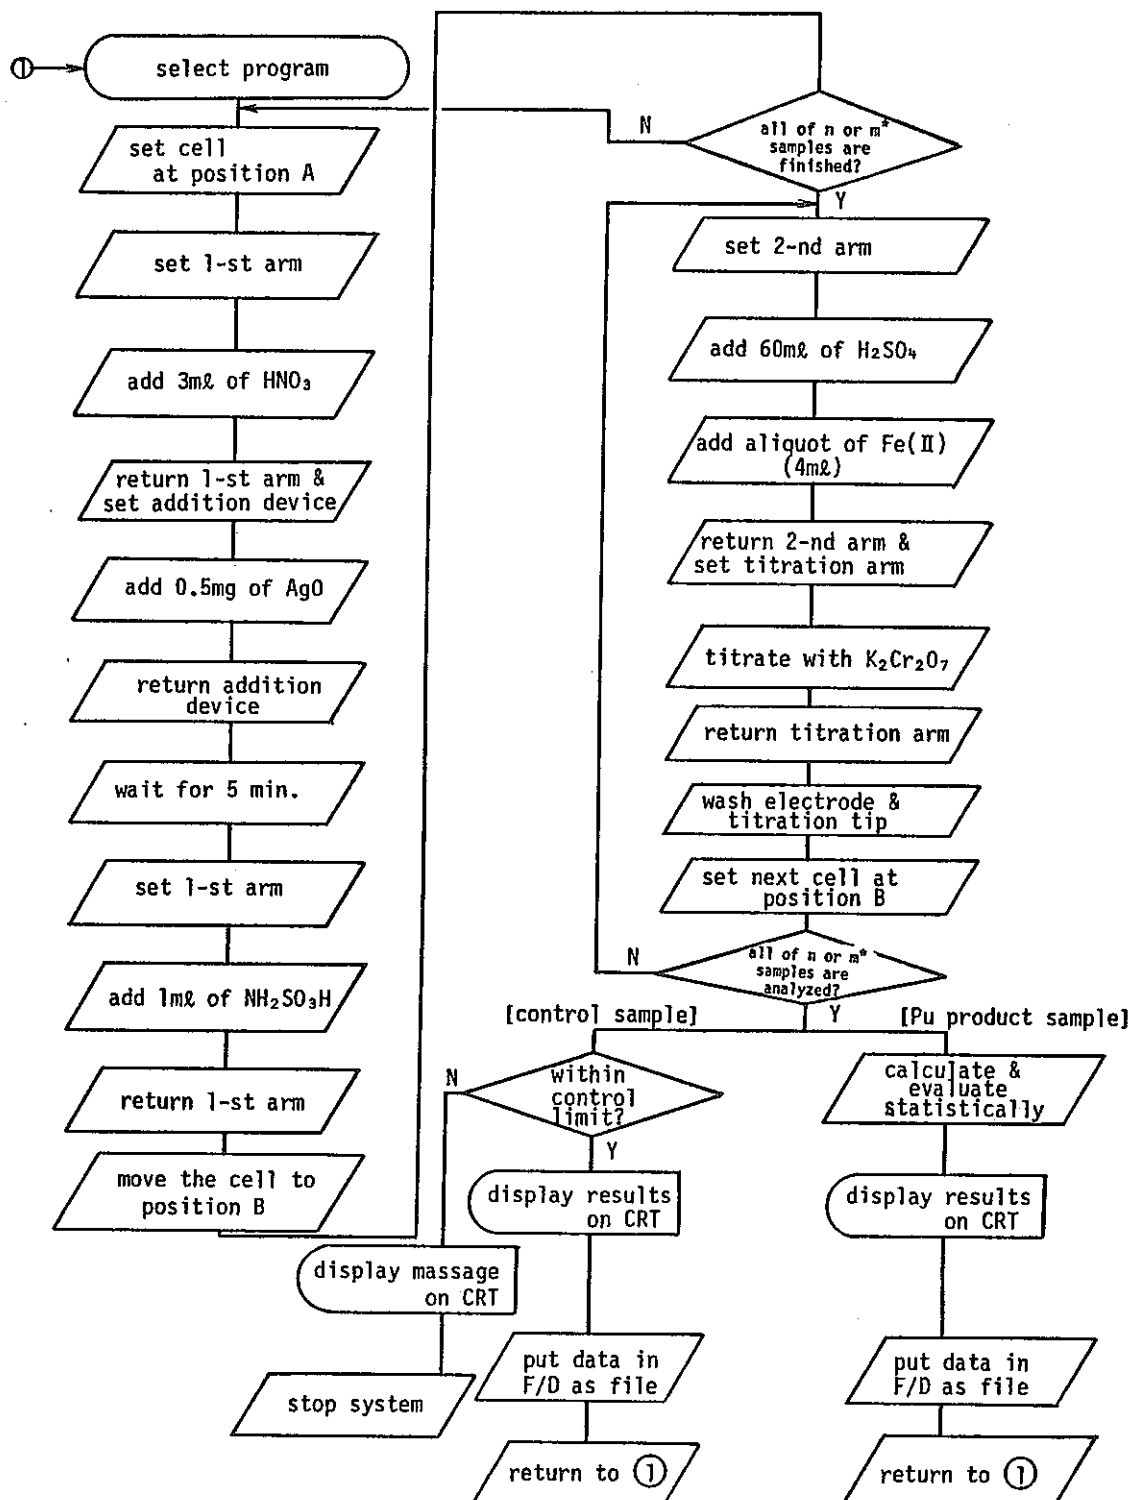 ①
select program
set cell
at position A
set 1-st arm
add 3mℓ of HNO₃
return 1-st arm &
set addition device
add 0.5mg of AgO
return addition
device
wait for 5 min.
set 1-st arm
add 1mℓ of NH₂SO₃H
return 1-st arm
move the cell to
position B
all of n or m*
samples are
finished?
N
Y
set 2-nd arm
add 60mℓ of H₂SO₄
add aliquot of Fe(Ⅱ)
(4mℓ)
return 2-nd arm &
set titration arm
titrate with K₂Cr₂O₇
return titration arm
wash electrode &
titration tip
set next cell at
position B
all of n or m*
samples are
analyzed?
N
Y
[control sample]
within
control
limit?
N
Y
display massage
on CRT
stop system
display results
on CRT
put data in
F/D as file
return to ①
[Pu product sample]
calculate &
evaluate
statistically
display results
on CRT
put data in
F/D as file
return to ①